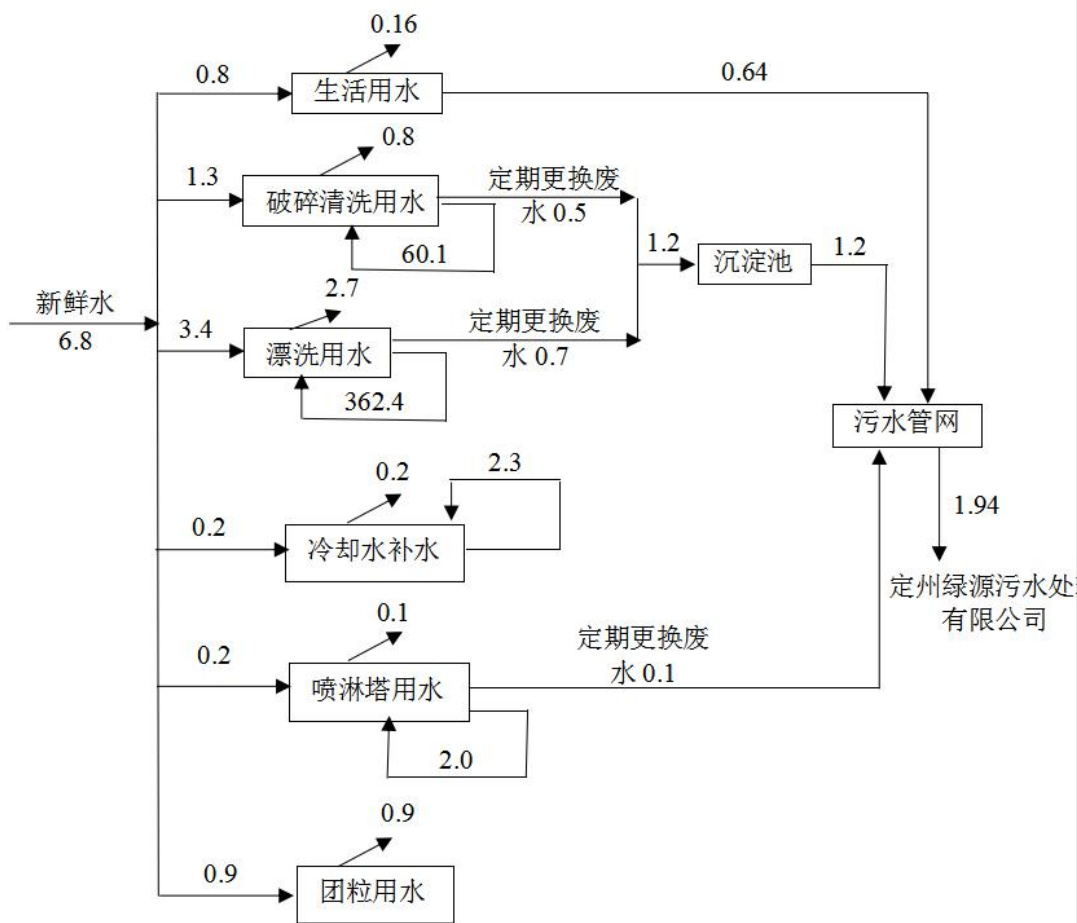 0.16
0.8
生活用水
0.64
0.8
1.3
破碎清洗用水
定期更换废
水 0.5
60.1
1.2
沉淀池
1.2
新鲜水
6.8
2.7
3.4
漂洗用水
定期更换废
水 0.7
362.4
污水管网
1.94
定州绿源污水处
有限公司
0.2
2.3
0.2
冷却水补水
0.1
0.2
喷淋塔用水
定期更换废
水 0.1
2.0
0.9
0.9
团粒用水